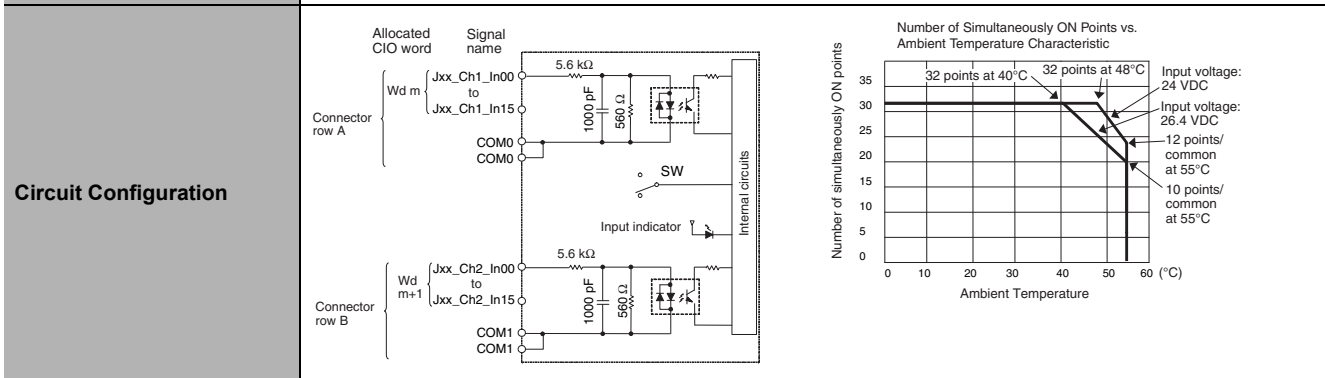 Circuit Configuration
Allocated
CIO word
Signal
name
Connector
row A
Wd m
Jxx_Ch1_In00
to
Jxx_Ch1_In15
COM0
COM0
5.6 kΩ
1000 pF
560 Ω
SW
Input indicator
Internal circuits
Connector
row B
Wd
m+1
Jxx_Ch2_In00
to
Jxx_Ch2_In15
COM1
COM1
5.6 kΩ
1000 pF
560 Ω
Number of Simultaneously ON Points vs.
Ambient Temperature Characteristic
Number of simultaneously ON points
35
30
25
20
15
10
5
0
32 points at 40°C
32 points at 48°C
Input voltage:
24 VDC
Input voltage:
26.4 VDC
12 points/
common
at 55°C
10 points/
common
at 55°C
0 10 20 30 40 50 60 (°C)
Ambient Temperature